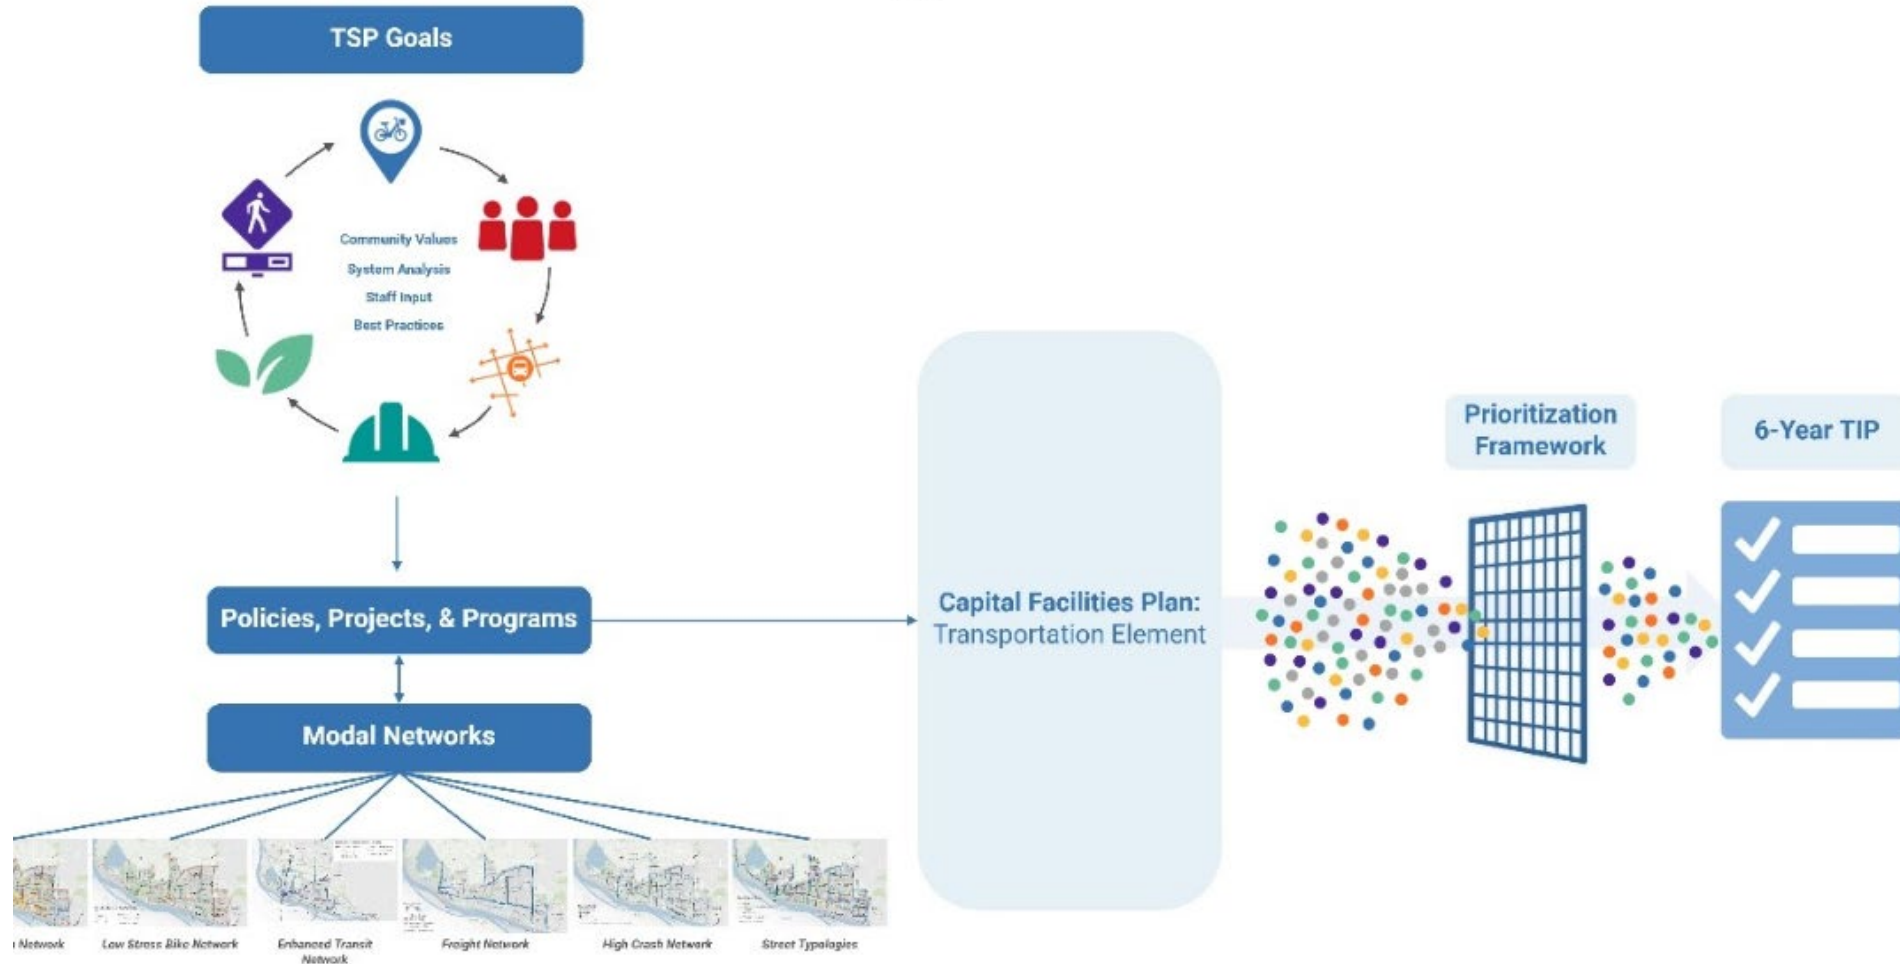 TSP Goals
Community Values
System Analysis
Staff Input
Best Practices
Policies, Projects, & Programs
Modal Networks
Network
Low Stress Bike Network
Enhanced Transit
Network
Freight Network
High Crash Network
Street Typologies
Capital Facilities Plan:
Transportation Element
Prioritization
Framework
6-Year TIP